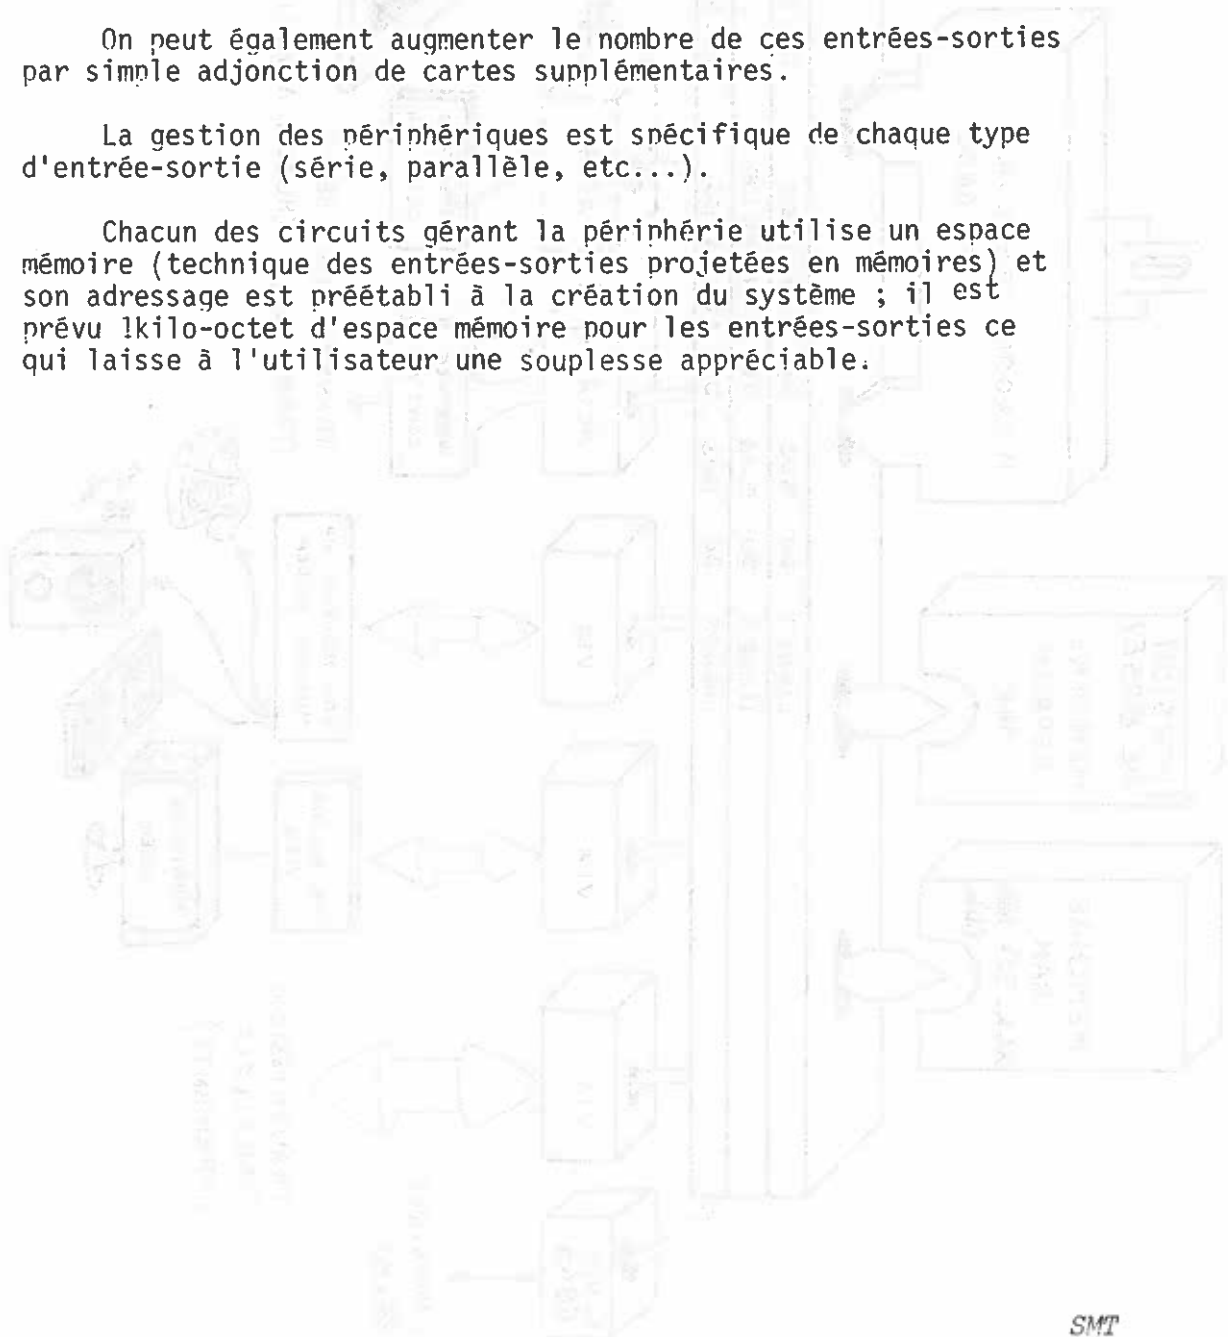 On peut également augmenter le nombre de ces entrées-sorties
par simple adjonction de cartes supplémentaires.
La gestion des périphériques est spécifique de chaque type
d'entrée-sortie (série, parallèle, etc...).
Chacun des circuits gérant la périphérie utilise un espace
mémoire (technique des entrées-sorties projetées en mémoires) et
son adressage est préétabli à la création du système ; il est
prévu 1kilo-octet d'espace mémoire pour les entrées-sorties ce
qui laisse à l'utilisateur une souplesse appréciable.
SMT